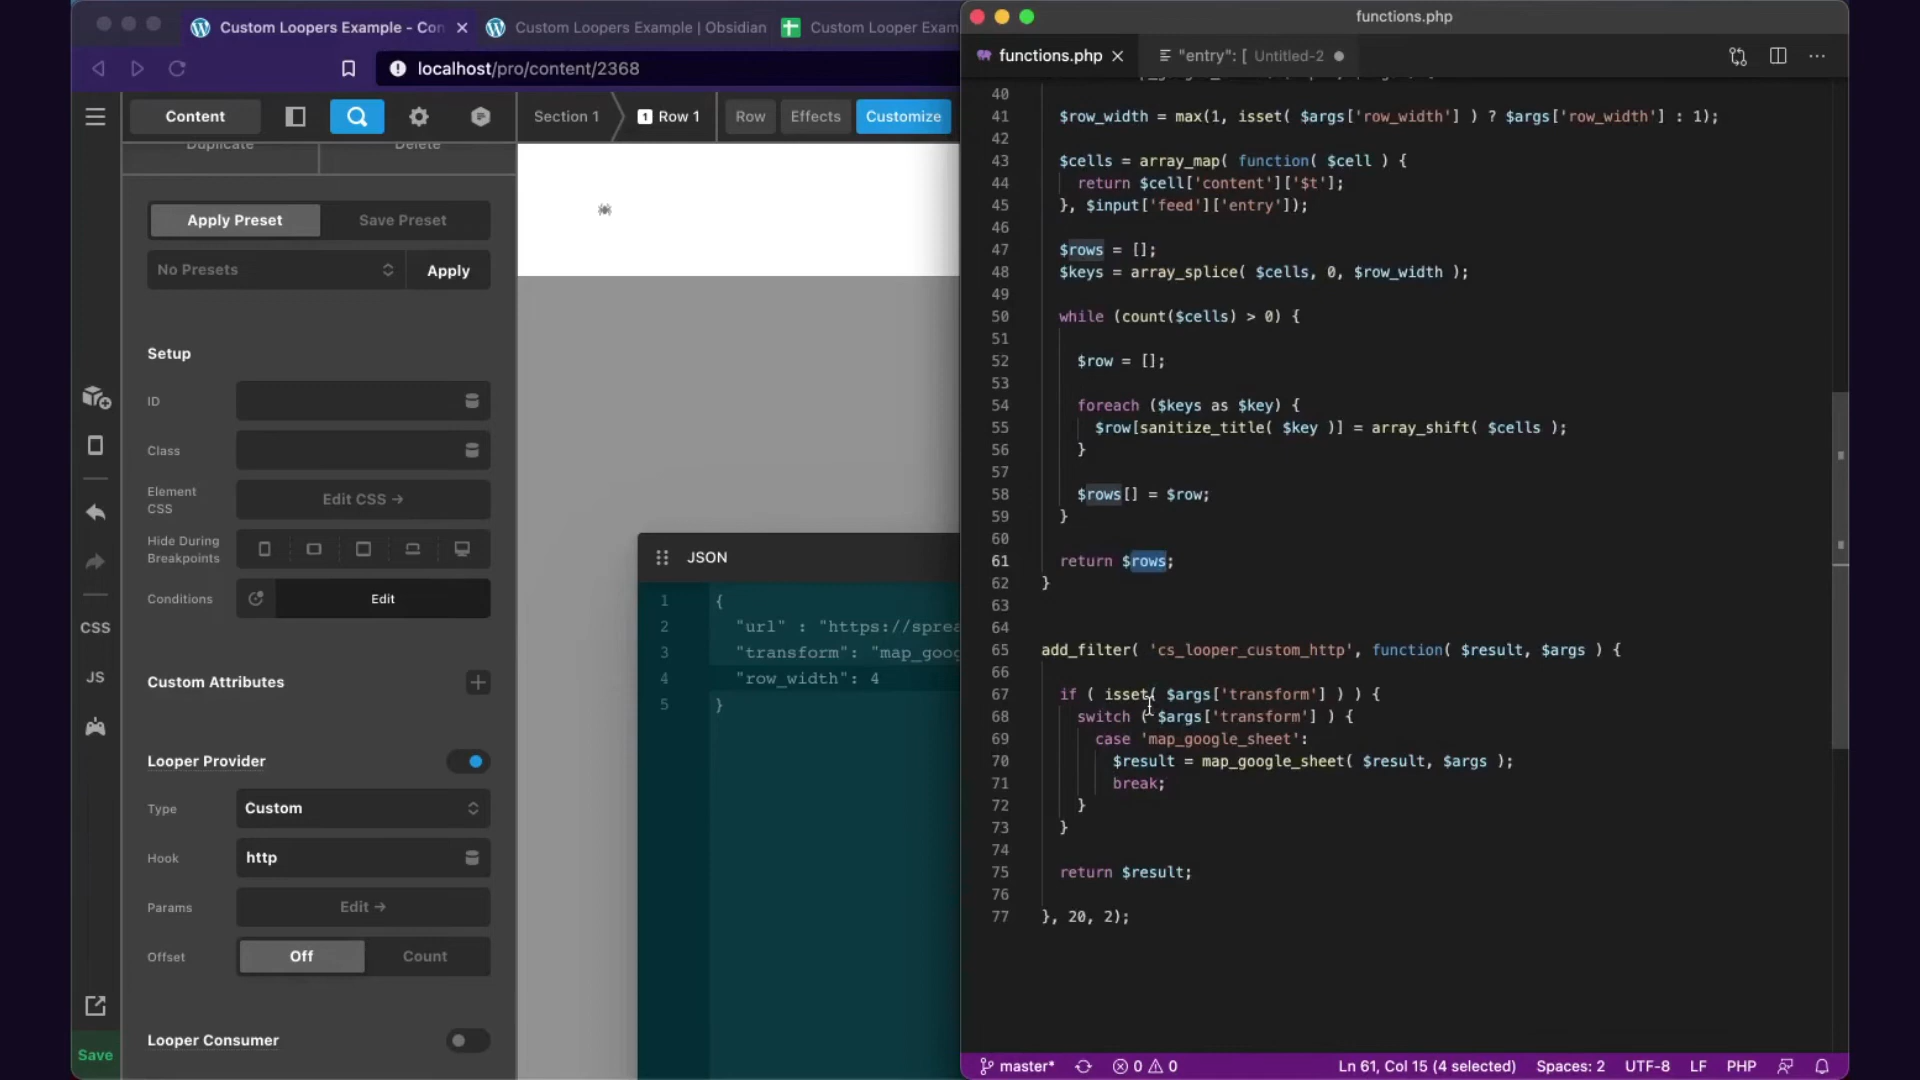 Custom Loopers Example - Con
Custom Loopers Example | Obsidian
Custom Looper Exam
localhost/pro/content/2368
Content
Section 1
1 Row 1
Row
Effects
Customize
Duplicate
Delete
Apply Preset
Save Preset
No Presets
Apply
Setup
ID
Class
Element
CSS
Edit CSS →
Hide During
Breakpoints
Conditions
Edit
CSS
JS
Custom Attributes
Looper Provider
Type
Custom
Hook
http
Params
Edit →
Offset
Off
Count
Looper Consumer
Save
JSON
1 {
2 "url" : "https://sprea
3 "transform": "map_goog
4 "row_width": 4
5 }
functions.php
functions.php
"entry": [ Untitled-2
40
41 $row_width = max(1, isset( $args['row_width'] ) ? $args['row_width'] : 1);
42
43 $cells = array_map( function( $cell ) {
44 return $cell['content']['$t'];
45 }, $input['feed']['entry']);
46
47 $rows = [];
48 $keys = array_splice( $cells, 0, $row_width );
49
50 while (count($cells) > 0) {
51
52 $row = [];
53
54 foreach ($keys as $key) {
55 $row[sanitize_title( $key )] = array_shift( $cells );
56 }
57
58 $rows[] = $row;
59 }
60
61 return $rows;
62 }
63
64
65 add_filter( 'cs_looper_custom_http', function( $result, $args ) {
66
67 if ( isset( $args['transform'] ) ) {
68 switch ( $args['transform'] ) {
69 case 'map_google_sheet':
70 $result = map_google_sheet( $result, $args );
71 break;
72 }
73 }
74
75 return $result;
76
77 }, 20, 2);
master* 0 0 Ln 61, Col 15 (4 selected) Spaces: 2 UTF-8 LF PHP